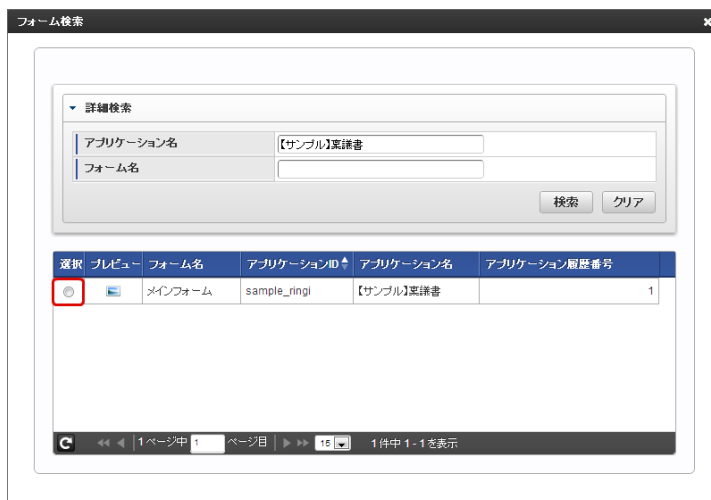 フォーム検索
詳細検索
アプリケーション名 【サンプル】稟議書
フォーム名
検索 クリア
選択 プレビュー フォーム名 アプリケーションID アプリケーション名 アプリケーション履歴番号
メインフォーム sample_ringi 【サンプル】稟議書 1
1ページ中 1 ページ目 15 1件中 1 - 1 を表示